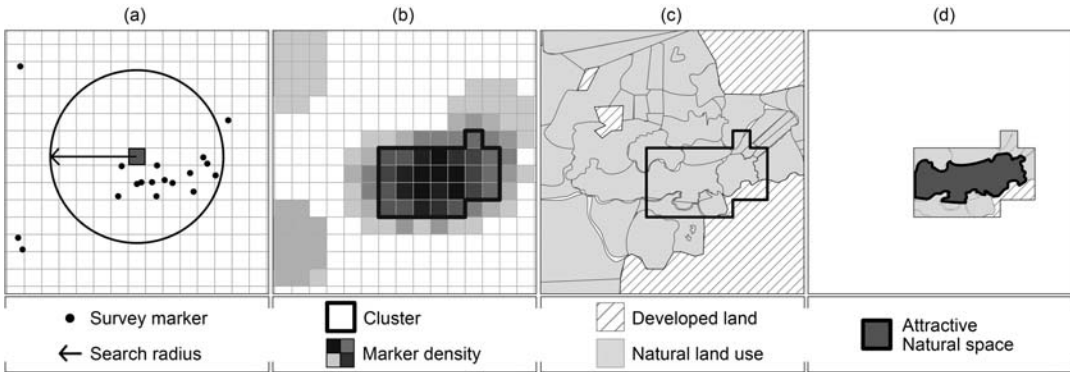 (a)
(b)
(c)
(d)
Survey marker
Search radius
Cluster
Marker density
Developed land
Natural land use
Attractive
Natural space